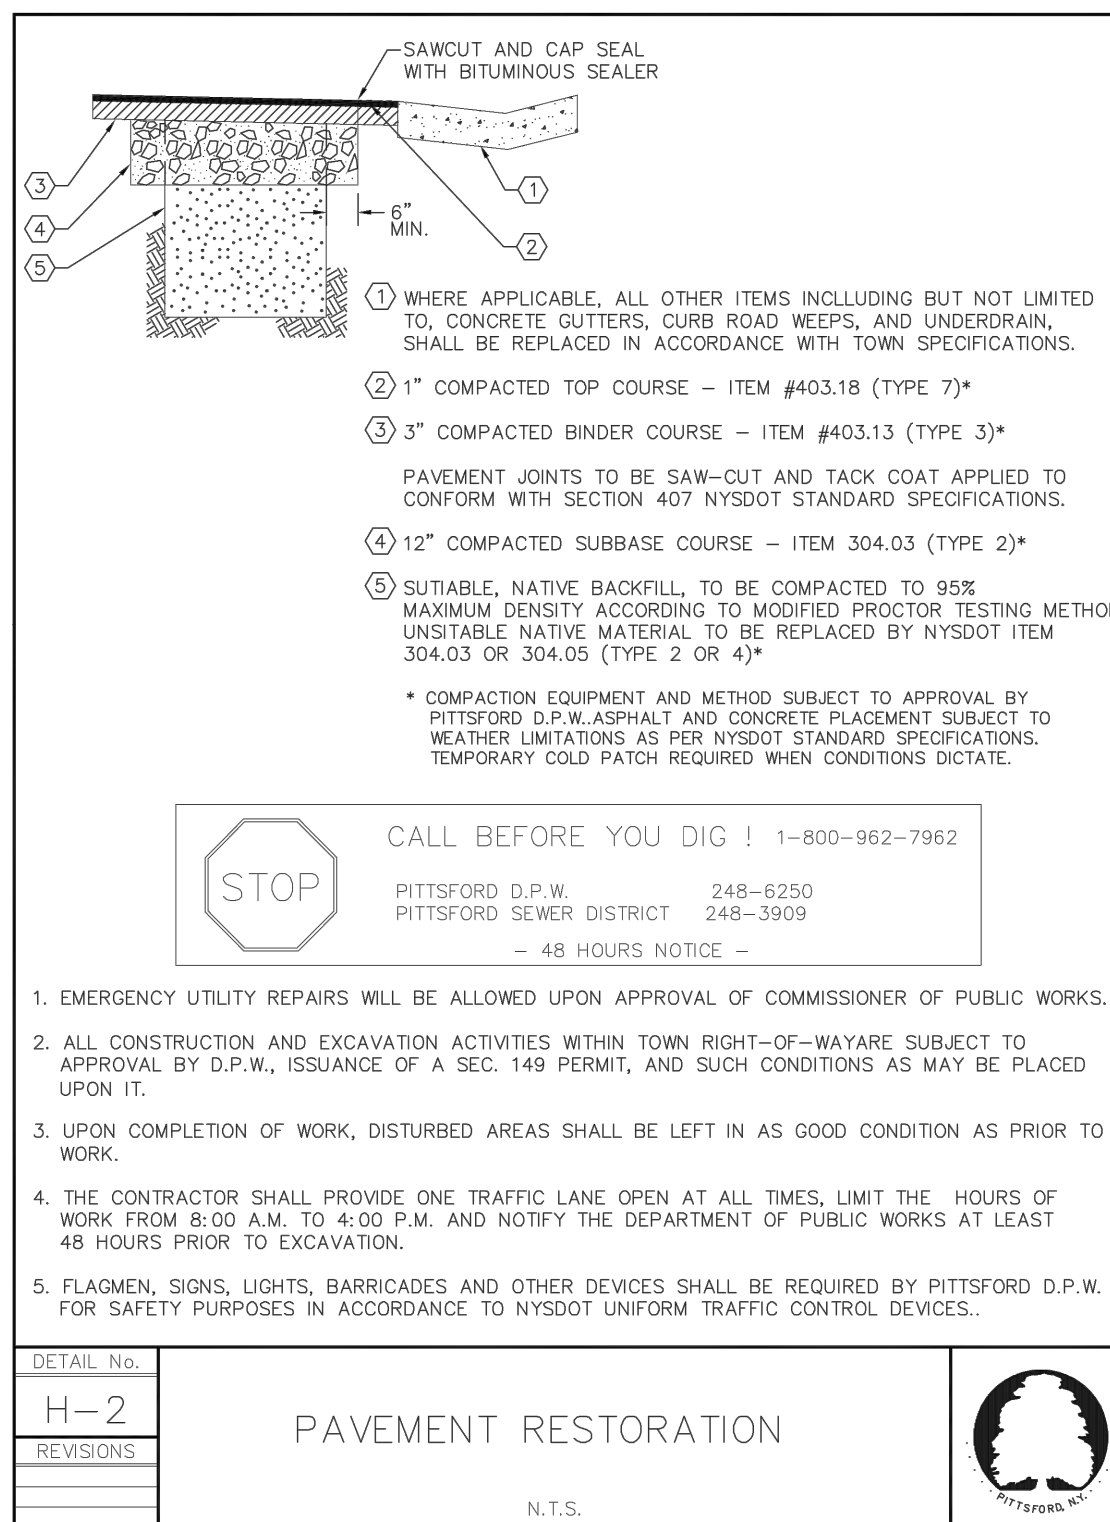 SAWCUT AND CAP SEAL
WITH BITUMINOUS SEALER
3
4
5
6"
MIN.
1
2
1 WHERE APPLICABLE, ALL OTHER ITEMS INCLLUDING BUT NOT LIMITED
TO, CONCRETE GUTTERS, CURB ROAD WEEPS, AND UNDERDRAIN,
SHALL BE REPLACED IN ACCORDANCE WITH TOWN SPECIFICATIONS.
2 1" COMPACTED TOP COURSE – ITEM #403.18 (TYPE 7)*
3 3" COMPACTED BINDER COURSE – ITEM #403.13 (TYPE 3)*
PAVEMENT JOINTS TO BE SAW–CUT AND TACK COAT APPLIED TO
CONFORM WITH SECTION 407 NYSDOT STANDARD SPECIFICATIONS.
4 12" COMPACTED SUBBASE COURSE – ITEM 304.03 (TYPE 2)*
5 SUTIABLE, NATIVE BACKFILL, TO BE COMPACTED TO 95%
MAXIMUM DENSITY ACCORDING TO MODIFIED PROCTOR TESTING METHOD
UNSITABLE NATIVE MATERIAL TO BE REPLACED BY NYSDOT ITEM
304.03 OR 304.05 (TYPE 2 OR 4)*
* COMPACTION EQUIPMENT AND METHOD SUBJECT TO APPROVAL BY
PITTSFORD D.P.W..ASPHALT AND CONCRETE PLACEMENT SUBJECT TO
WEATHER LIMITATIONS AS PER NYSDOT STANDARD SPECIFICATIONS.
TEMPORARY COLD PATCH REQUIRED WHEN CONDITIONS DICTATE.
STOP
CALL BEFORE YOU DIG ! 1–800–962–7962
PITTSFORD D.P.W. 248–6250
PITTSFORD SEWER DISTRICT 248–3909
– 48 HOURS NOTICE –
1. EMERGENCY UTILITY REPAIRS WILL BE ALLOWED UPON APPROVAL OF COMMISSIONER OF PUBLIC WORKS.
2. ALL CONSTRUCTION AND EXCAVATION ACTIVITIES WITHIN TOWN RIGHT–OF–WAYARE SUBJECT TO
APPROVAL BY D.P.W., ISSUANCE OF A SEC. 149 PERMIT, AND SUCH CONDITIONS AS MAY BE PLACED
UPON IT.
3. UPON COMPLETION OF WORK, DISTURBED AREAS SHALL BE LEFT IN AS GOOD CONDITION AS PRIOR TO
WORK.
4. THE CONTRACTOR SHALL PROVIDE ONE TRAFFIC LANE OPEN AT ALL TIMES, LIMIT THE HOURS OF
WORK FROM 8:00 A.M. TO 4:00 P.M. AND NOTIFY THE DEPARTMENT OF PUBLIC WORKS AT LEAST
48 HOURS PRIOR TO EXCAVATION.
5. FLAGMEN, SIGNS, LIGHTS, BARRICADES AND OTHER DEVICES SHALL BE REQUIRED BY PITTSFORD D.P.W.
FOR SAFETY PURPOSES IN ACCORDANCE TO NYSDOT UNIFORM TRAFFIC CONTROL DEVICES..
DETAIL No.
H–2
REVISIONS
PAVEMENT RESTORATION
N.T.S.
PITTSFORD, N.Y.